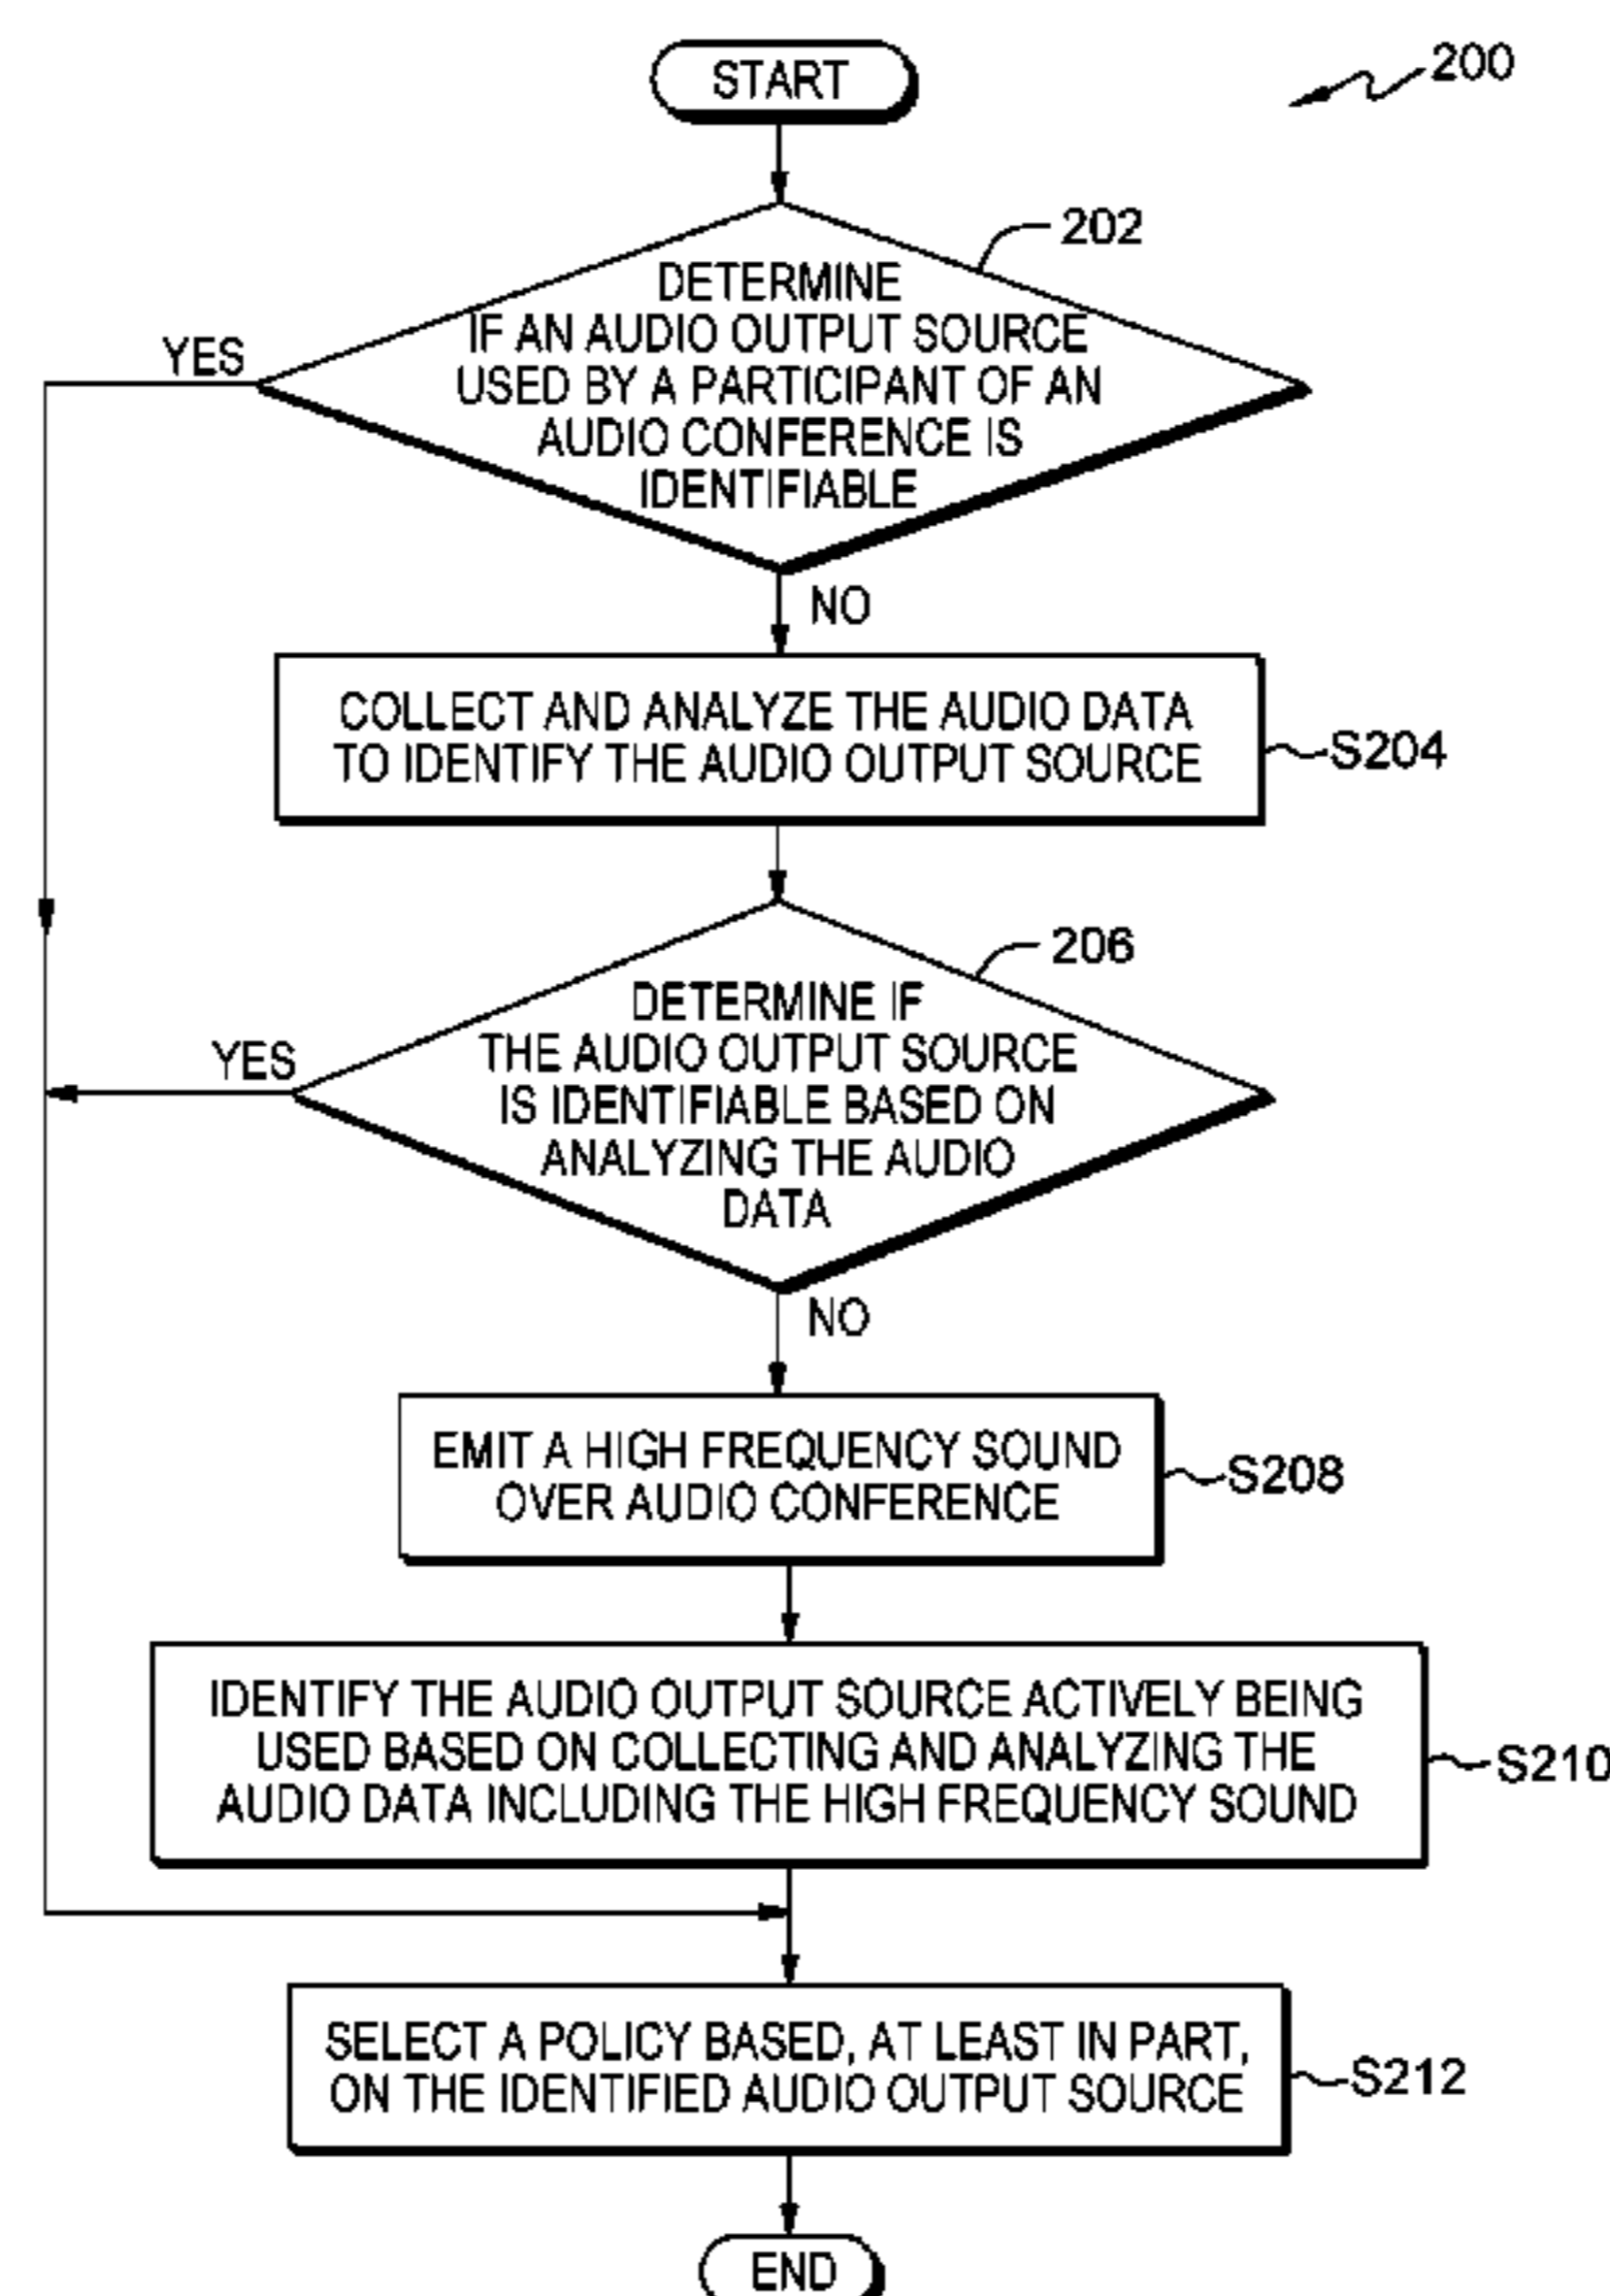 START
200
202
DETERMINE
IF AN AUDIO OUTPUT SOURCE
USED BY A PARTICIPANT OF AN
AUDIO CONFERENCE IS
IDENTIFIABLE
YES
NO
COLLECT AND ANALYZE THE AUDIO DATA
TO IDENTIFY THE AUDIO OUTPUT SOURCE
S204
206
DETERMINE IF
THE AUDIO OUTPUT SOURCE
IS IDENTIFIABLE BASED ON
ANALYZING THE AUDIO
DATA
YES
NO
EMIT A HIGH FREQUENCY SOUND
OVER AUDIO CONFERENCE
S208
IDENTIFY THE AUDIO OUTPUT SOURCE ACTIVELY BEING
USED BASED ON COLLECTING AND ANALYZING THE
AUDIO DATA INCLUDING THE HIGH FREQUENCY SOUND
S210
SELECT A POLICY BASED, AT LEAST IN PART,
ON THE IDENTIFIED AUDIO OUTPUT SOURCE
S212
END